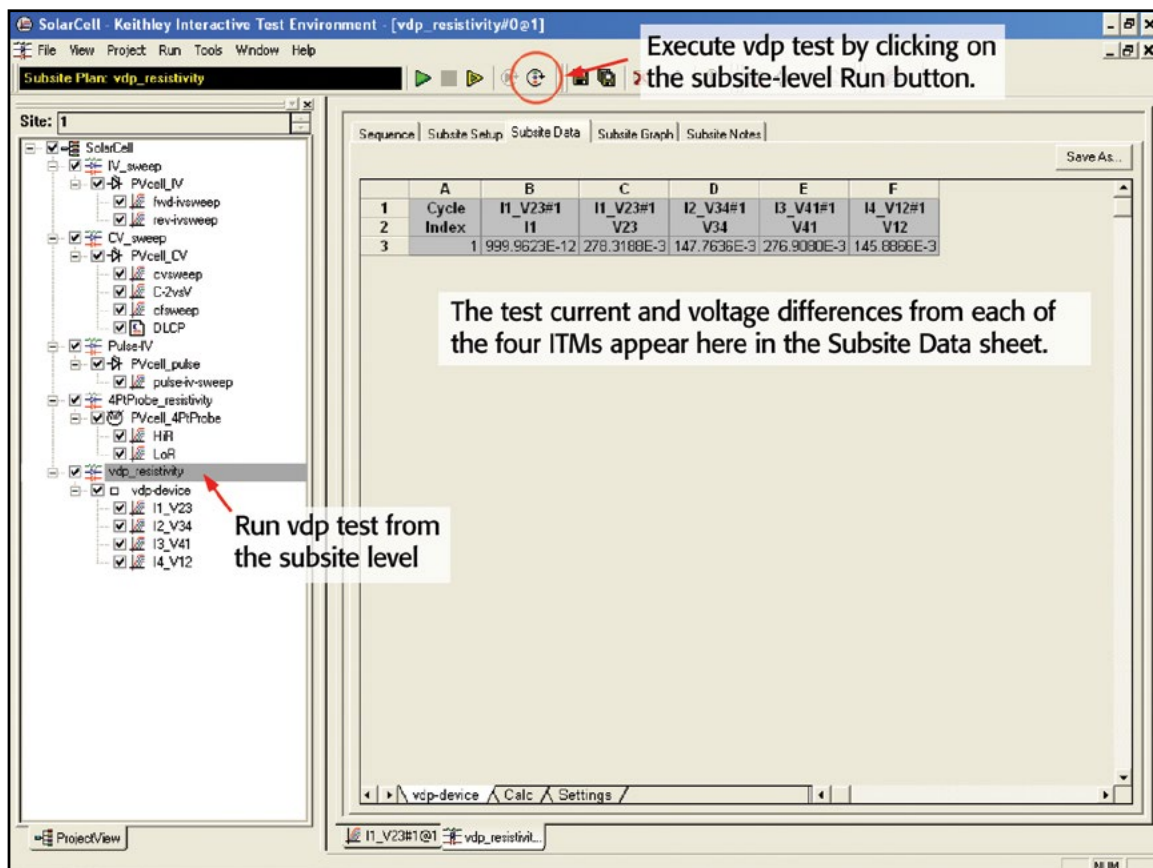 SolarCell - Keithley Interactive Test Environment - [vdp_resistivity#0@1]
File View Project Run Tools Window Help
Subsite Plan: vdp_resistivity
Execute vdp test by clicking on
the subsite-level Run button.
Site: 1
SolarCell
IV_sweep
PVcell_IV
fwd-ivsweep
rev-ivsweep
CV_sweep
PVcell_CV
cvsweep
C-2vsV
cfsweep
DLCP
Pulse-IV
PVcell_pulse
pulse-iv-sweep
4PtProbe_resistivity
PVcell_4PtProbe
HiR
LoR
vdp_resistivity
vdp-device
I1_V23
I2_V34
I3_V41
I4_V12
Run vdp test from
the subsite level
ProjectView
Sequence Subsite Setup Subsite Data Subsite Graph Subsite Notes
Save As...
A B C D E F
1 Cycle I1_V23#1 I1_V23#1 I2_V34#1 I3_V41#1 I4_V12#1
2 Index I1 V23 V34 V41 V12
3 1 999.9623E-12 278.3188E-3 147.7636E-3 276.9080E-3 145.8866E-3
The test current and voltage differences from each of
the four ITMs appear here in the Subsite Data sheet.
vdp-device Calc Settings
I1_V23#1@1 vdp_resistivit...
NUM